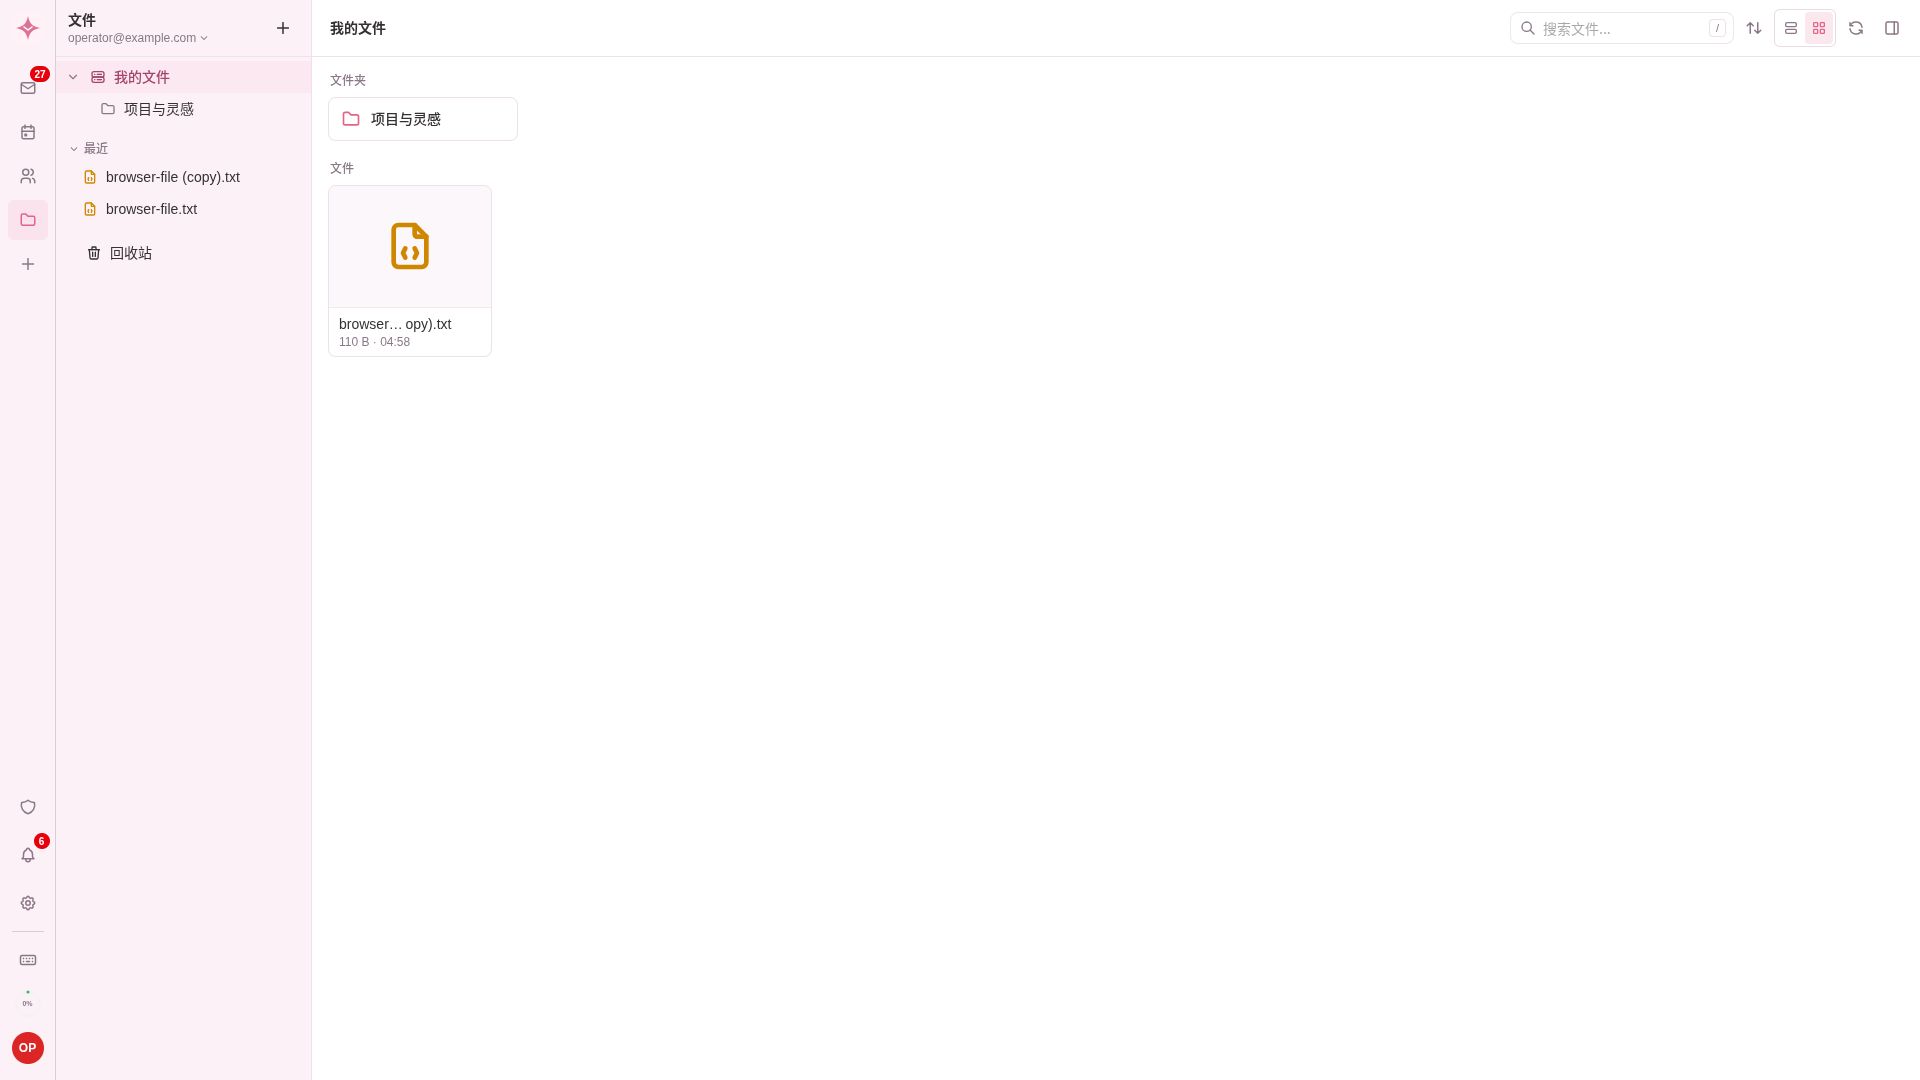 文件
operator@example.com
27
我的文件
项目与灵感
最近
browser-file (copy).txt
browser-file.txt
回收站
6
0%
OP
我的文件
搜索文件...
/
文件夹
项目与灵感
文件
browser… opy).txt
110 B · 04:58